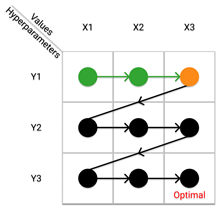 Values
Hyperparameters
X1 X2 X3
Y1
Y2
Y3
Optimal